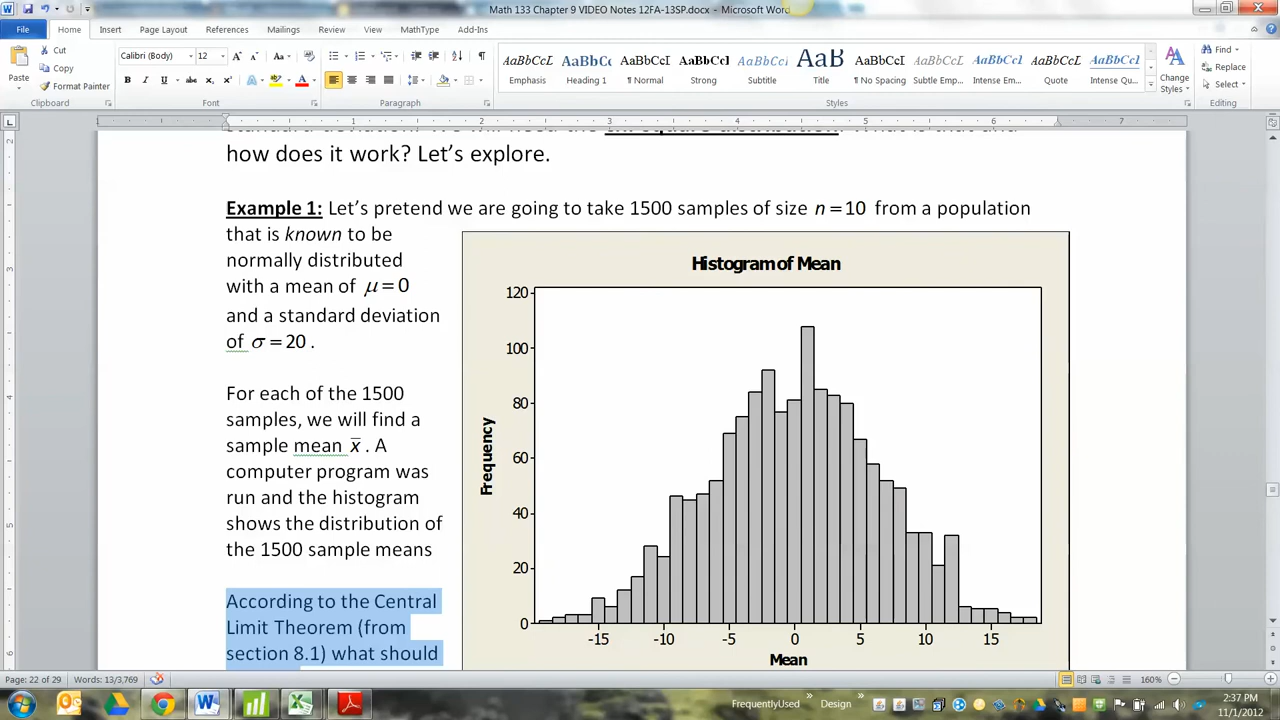 Math 133 Chapter 9 VIDEO Notes 12FA-13SP.docx - Microsoft Word
File Home Insert Page Layout References Mailings Review View MathType Add-Ins
Paste
Cut
Copy
Format Painter
Clipboard
Calibri (Body) 12
Font
Paragraph
AaBbCcL AaBbCc AaBbCcI AaBbCc AaBbCc AaB AaBbCcI AaBbCcL AaBbCcL AaBbCcL AaBbCcL
Emphasis Heading 1 ¶ Normal Strong Subtitle Title ¶ No Spacing Subtle Emp... Intense Em... Quote Intense Qu...
Styles
Change Styles
Find
Replace
Select
Editing
how does it work? Let's explore.
Example 1: Let's pretend we are going to take 1500 samples of size n = 10 from a population
that is known to be
normally distributed
with a mean of μ = 0
and a standard deviation
of σ = 20 .
For each of the 1500
samples, we will find a
sample mean x̄ . A
computer program was
run and the histogram
shows the distribution of
the 1500 sample means
According to the Central
Limit Theorem (from
section 8.1) what should
Histogram of Mean
Frequency
120
100
80
60
40
20
0
-15 -10 -5 0 5 10 15
Mean
Page: 22 of 29 Words: 13/3,769 160%
FrequentlyUsed Design 2:37 PM
11/1/2012